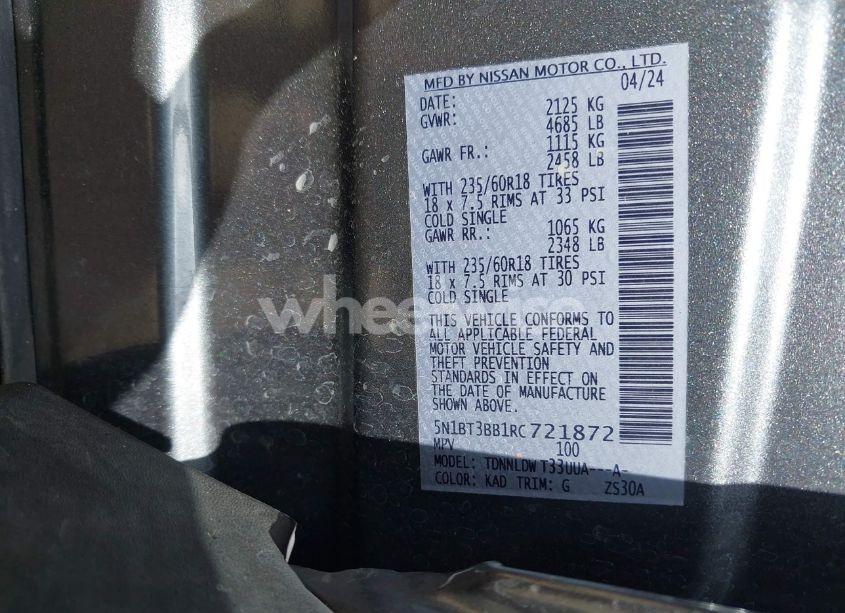 MFD BY NISSAN MOTOR CO., LTD.
DATE: 04/24
GVWR: 2125 KG
4685 LB
GAWR FR.: 1115 KG
2458 LB
WITH 235/60R18 TIRES
18 x 7.5 RIMS AT 33 PSI
COLD SINGLE
GAWR RR.: 1065 KG
2348 LB
WITH 235/60R18 TIRES
18 x 7.5 RIMS AT 30 PSI
COLD SINGLE
THIS VEHICLE CONFORMS TO
ALL APPLICABLE FEDERAL
MOTOR VEHICLE SAFETY AND
THEFT PREVENTION
STANDARDS IN EFFECT ON
THE DATE OF MANUFACTURE
SHOWN ABOVE.
5N1BT3BB1RC721872
MPV 100
MODEL: TDNNLDW T33UUA---A-
COLOR: KAD TRIM: G ZS30A